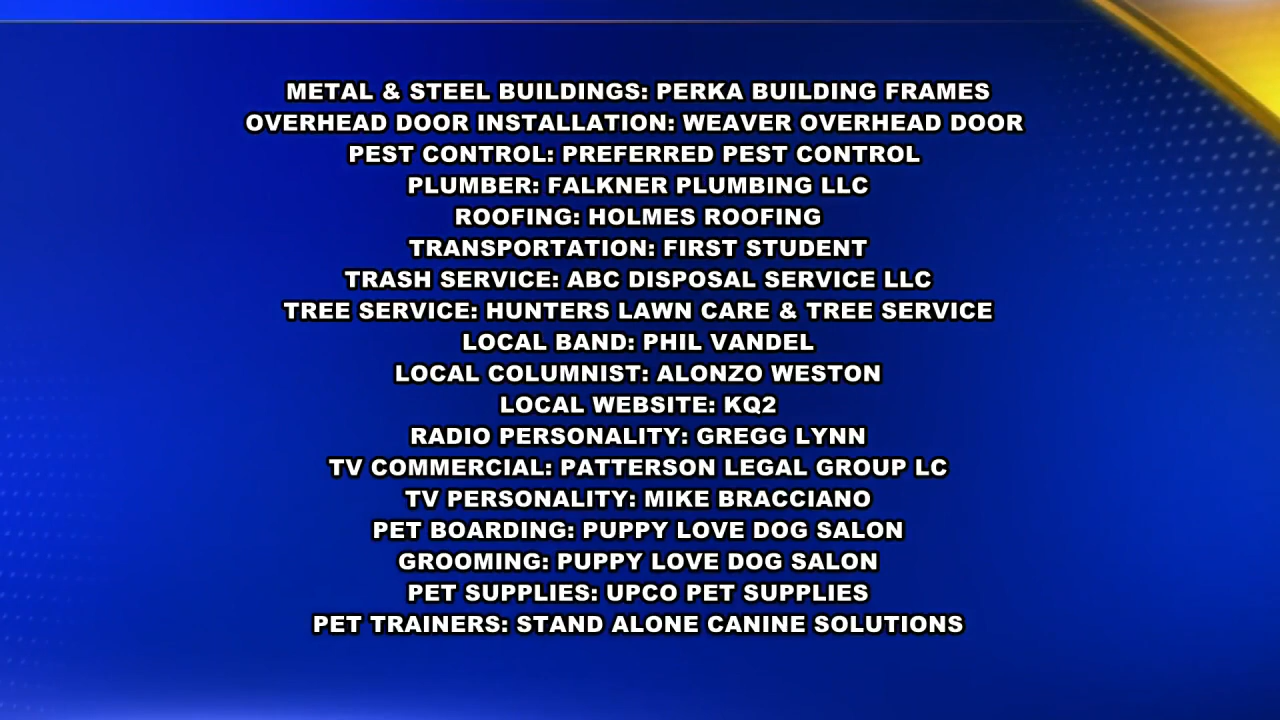 METAL & STEEL BUILDINGS: PERKA BUILDING FRAMES
OVERHEAD DOOR INSTALLATION: WEAVER OVERHEAD DOOR
PEST CONTROL: PREFERRED PEST CONTROL
PLUMBER: FALKNER PLUMBING LLC
ROOFING: HOLMES ROOFING
TRANSPORTATION: FIRST STUDENT
TRASH SERVICE: ABC DISPOSAL SERVICE LLC
TREE SERVICE: HUNTERS LAWN CARE & TREE SERVICE
LOCAL BAND: PHIL VANDEL
LOCAL COLUMNIST: ALONZO WESTON
LOCAL WEBSITE: KQ2
RADIO PERSONALITY: GREGG LYNN
TV COMMERCIAL: PATTERSON LEGAL GROUP LC
TV PERSONALITY: MIKE BRACCIANO
PET BOARDING: PUPPY LOVE DOG SALON
GROOMING: PUPPY LOVE DOG SALON
PET SUPPLIES: UPCO PET SUPPLIES
PET TRAINERS: STAND ALONE CANINE SOLUTIONS